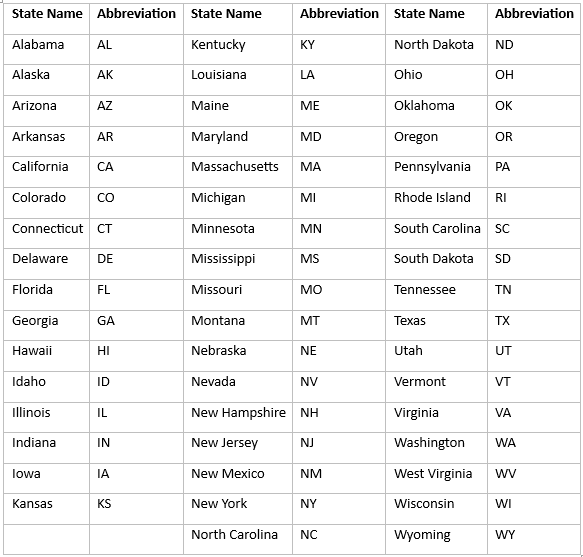 State Name Abbreviation State Name Abbreviation State Name Abbreviation
Alabama AL Kentucky KY North Dakota ND
Alaska AK Louisiana LA Ohio OH
Arizona AZ Maine ME Oklahoma OK
Arkansas AR Maryland MD Oregon OR
California CA Massachusetts MA Pennsylvania PA
Colorado CO Michigan MI Rhode Island RI
Connecticut CT Minnesota MN South Carolina SC
Delaware DE Mississippi MS South Dakota SD
Florida FL Missouri MO Tennessee TN
Georgia GA Montana MT Texas TX
Hawaii HI Nebraska NE Utah UT
Idaho ID Nevada NV Vermont VT
Illinois IL New Hampshire NH Virginia VA
Indiana IN New Jersey NJ Washington WA
Iowa IA New Mexico NM West Virginia WV
Kansas KS New York NY Wisconsin WI
North Carolina NC Wyoming WY